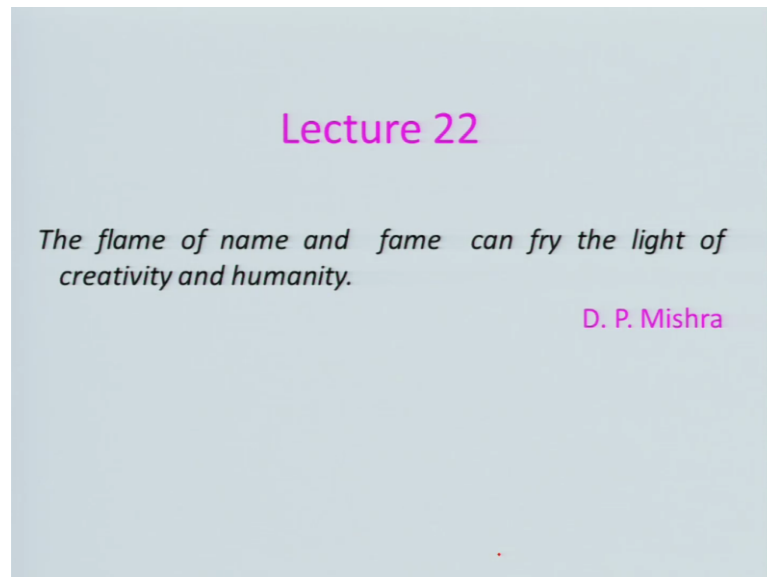 Lecture 22
The flame of name and fame can fry the light of
creativity and humanity.
D. P. Mishra